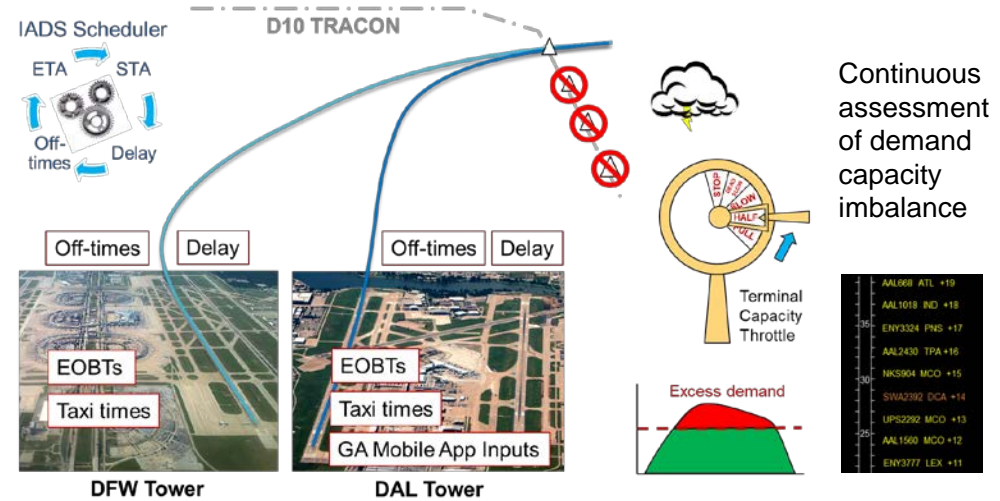 IADS Scheduler
ETA
STA
Off-
times
Delay
D10 TRACON
Continuous
assessment
of demand
capacity
imbalance
STOP
DEAD
SLOW
SLOW
HALF
FULL
Terminal
Capacity
Throttle
Off-times
Delay
Off-times
Delay
EOBTs
Taxi times
EOBTs
Taxi times
GA Mobile App Inputs
DFW Tower
DAL Tower
Excess demand
35
30
25
AAL668 ATL +19
AAL1018 IND +18
ENY3324 PNS +17
AAL2430 TPA +16
NKS904 MCO +15
SWA2392 DCA +14
UPS2292 MCO +13
AAL1560 MCO +12
ENY3777 LEX +11